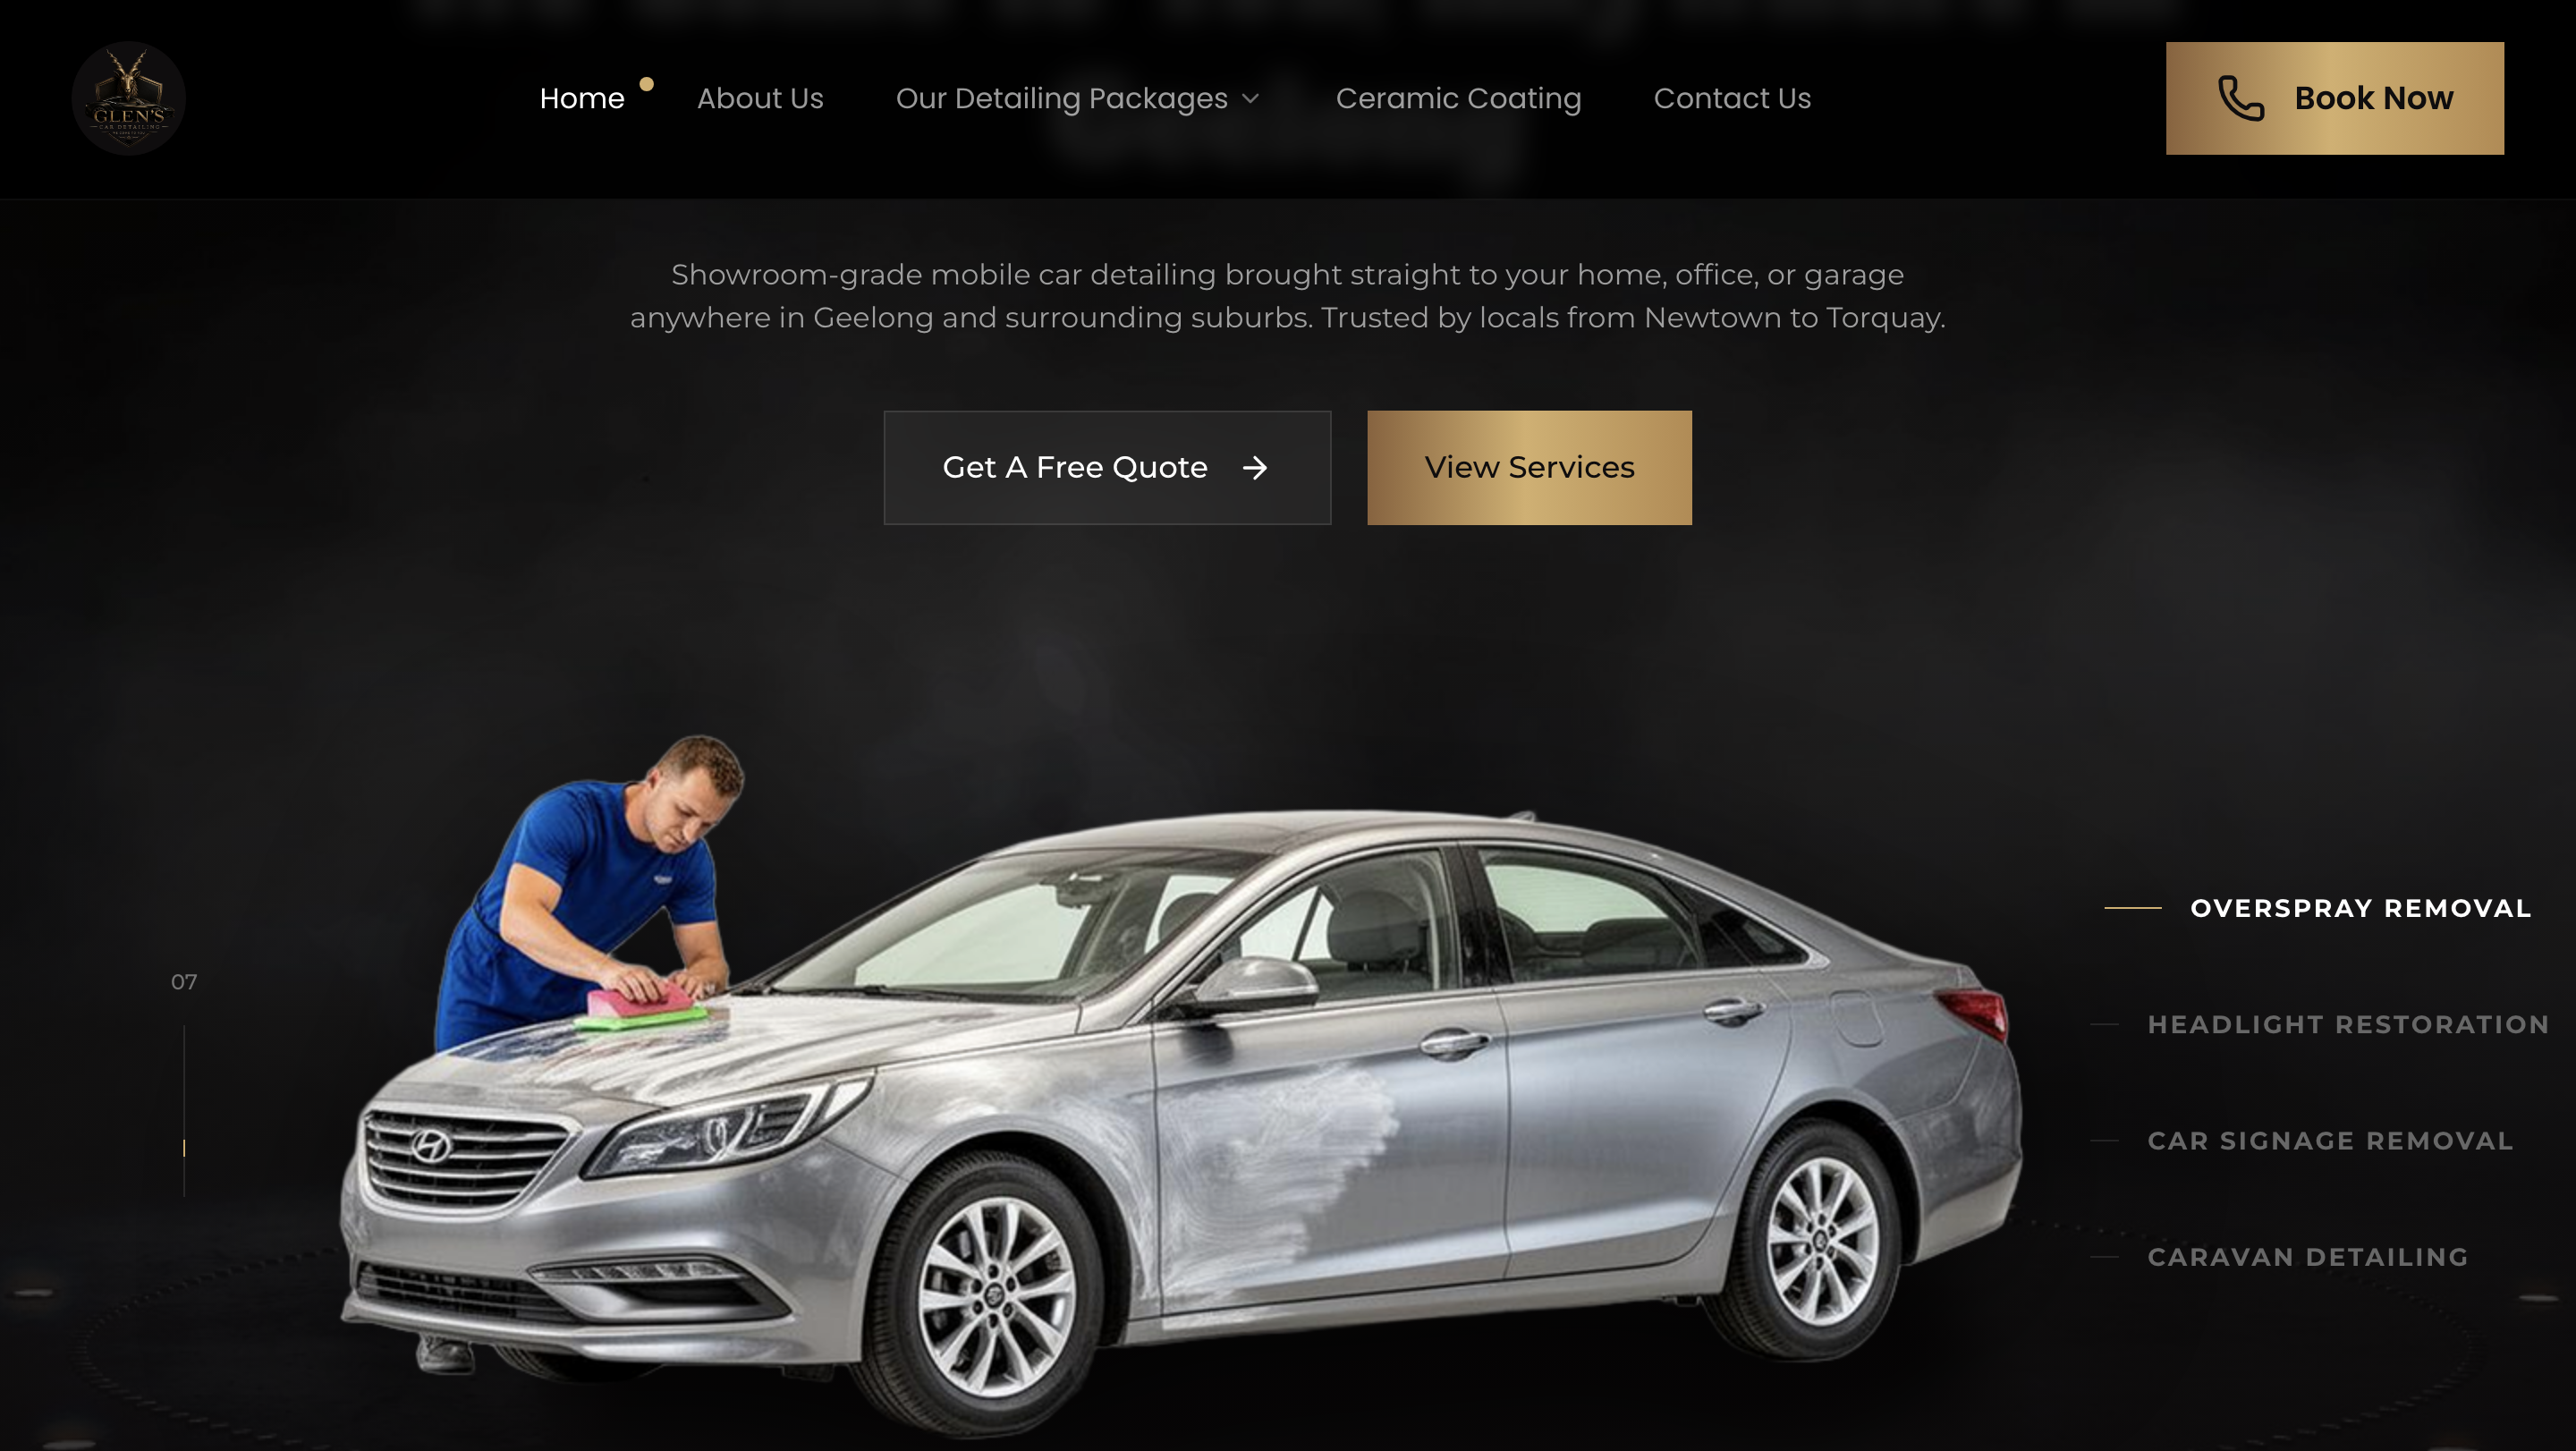 GLEN'S
CAR DETAILING
Home
About Us
Our Detailing Packages
Ceramic Coating
Contact Us
Book Now
Showroom-grade mobile car detailing brought straight to your home, office, or garage
anywhere in Geelong and surrounding suburbs. Trusted by locals from Newtown to Torquay.
Get A Free Quote
View Services
OVERSPRAY REMOVAL
07
HEADLIGHT RESTORATION
CAR SIGNAGE REMOVAL
CARAVAN DETAILING